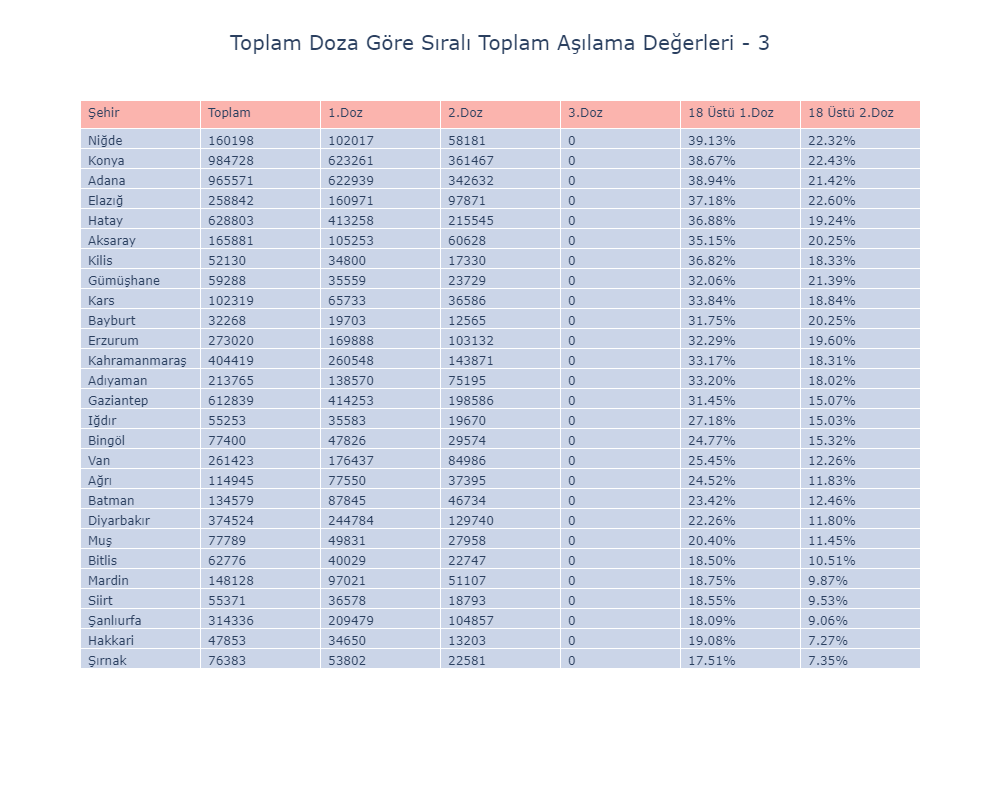 Toplam Doza Göre Sıralı Toplam Aşılama Değerleri - 3
Şehir Toplam 1.Doz 2.Doz 3.Doz 18 Üstü 1.Doz 18 Üstü 2.Doz
Niğde 160198 102017 58181 0 39.13% 22.32%
Konya 984728 623261 361467 0 38.67% 22.43%
Adana 965571 622939 342632 0 38.94% 21.42%
Elazığ 258842 160971 97871 0 37.18% 22.60%
Hatay 628803 413258 215545 0 36.88% 19.24%
Aksaray 165881 105253 60628 0 35.15% 20.25%
Kilis 52130 34800 17330 0 36.82% 18.33%
Gümüşhane 59288 35559 23729 0 32.06% 21.39%
Kars 102319 65733 36586 0 33.84% 18.84%
Bayburt 32268 19703 12565 0 31.75% 20.25%
Erzurum 273020 169888 103132 0 32.29% 19.60%
Kahramanmaraş 404419 260548 143871 0 33.17% 18.31%
Adıyaman 213765 138570 75195 0 33.20% 18.02%
Gaziantep 612839 414253 198586 0 31.45% 15.07%
Iğdır 55253 35583 19670 0 27.18% 15.03%
Bingöl 77400 47826 29574 0 24.77% 15.32%
Van 261423 176437 84986 0 25.45% 12.26%
Ağrı 114945 77550 37395 0 24.52% 11.83%
Batman 134579 87845 46734 0 23.42% 12.46%
Diyarbakır 374524 244784 129740 0 22.26% 11.80%
Muş 77789 49831 27958 0 20.40% 11.45%
Bitlis 62776 40029 22747 0 18.50% 10.51%
Mardin 148128 97021 51107 0 18.75% 9.87%
Siirt 55371 36578 18793 0 18.55% 9.53%
Şanlıurfa 314336 209479 104857 0 18.09% 9.06%
Hakkari 47853 34650 13203 0 19.08% 7.27%
Şırnak 76383 53802 22581 0 17.51% 7.35%